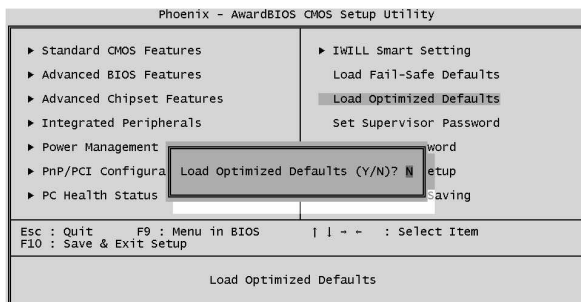 Phoenix - AwardBIOS CMOS Setup Utility
▶ Standard CMOS Features
▶ Advanced BIOS Features
▶ Advanced Chipset Features
▶ Integrated Peripherals
▶ Power Management
▶ PnP/PCI Configura
▶ PC Health Status
▶ IWILL Smart Setting
Load Fail-Safe Defaults
Load Optimized Defaults
Set Supervisor Password
word
etup
Saving
Load Optimized Defaults (Y/N)? N
Esc : Quit F9 : Menu in BIOS ↑ ↓ → ← : Select Item
F10 : Save & Exit Setup
Load Optimized Defaults